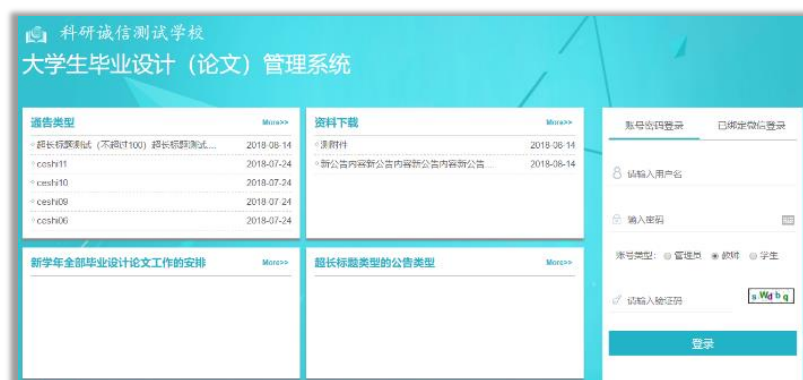 科研诚信测试学校
大学生毕业设计（论文）管理系统
通告类型 More>>
超长标题测试（不超过100）超长标题测试.... 2018-08-14
ceshi11 2018-07-24
ceshi10 2018-07-24
ceshi09 2018-07-24
ceshi06 2018-07-24
资料下载 More>>
测附件 2018-08-14
新公告内容新公告内容新公告内容新公告.... 2018-08-14
新学年全部毕业设计论文工作的安排 More>>
超长标题类型的公告类型 More>>
账号密码登录 已绑定微信登录
请输入用户名
输入密码
账号类型： 管理员 教师 学生
请输入验证码 u Wd b q
登录